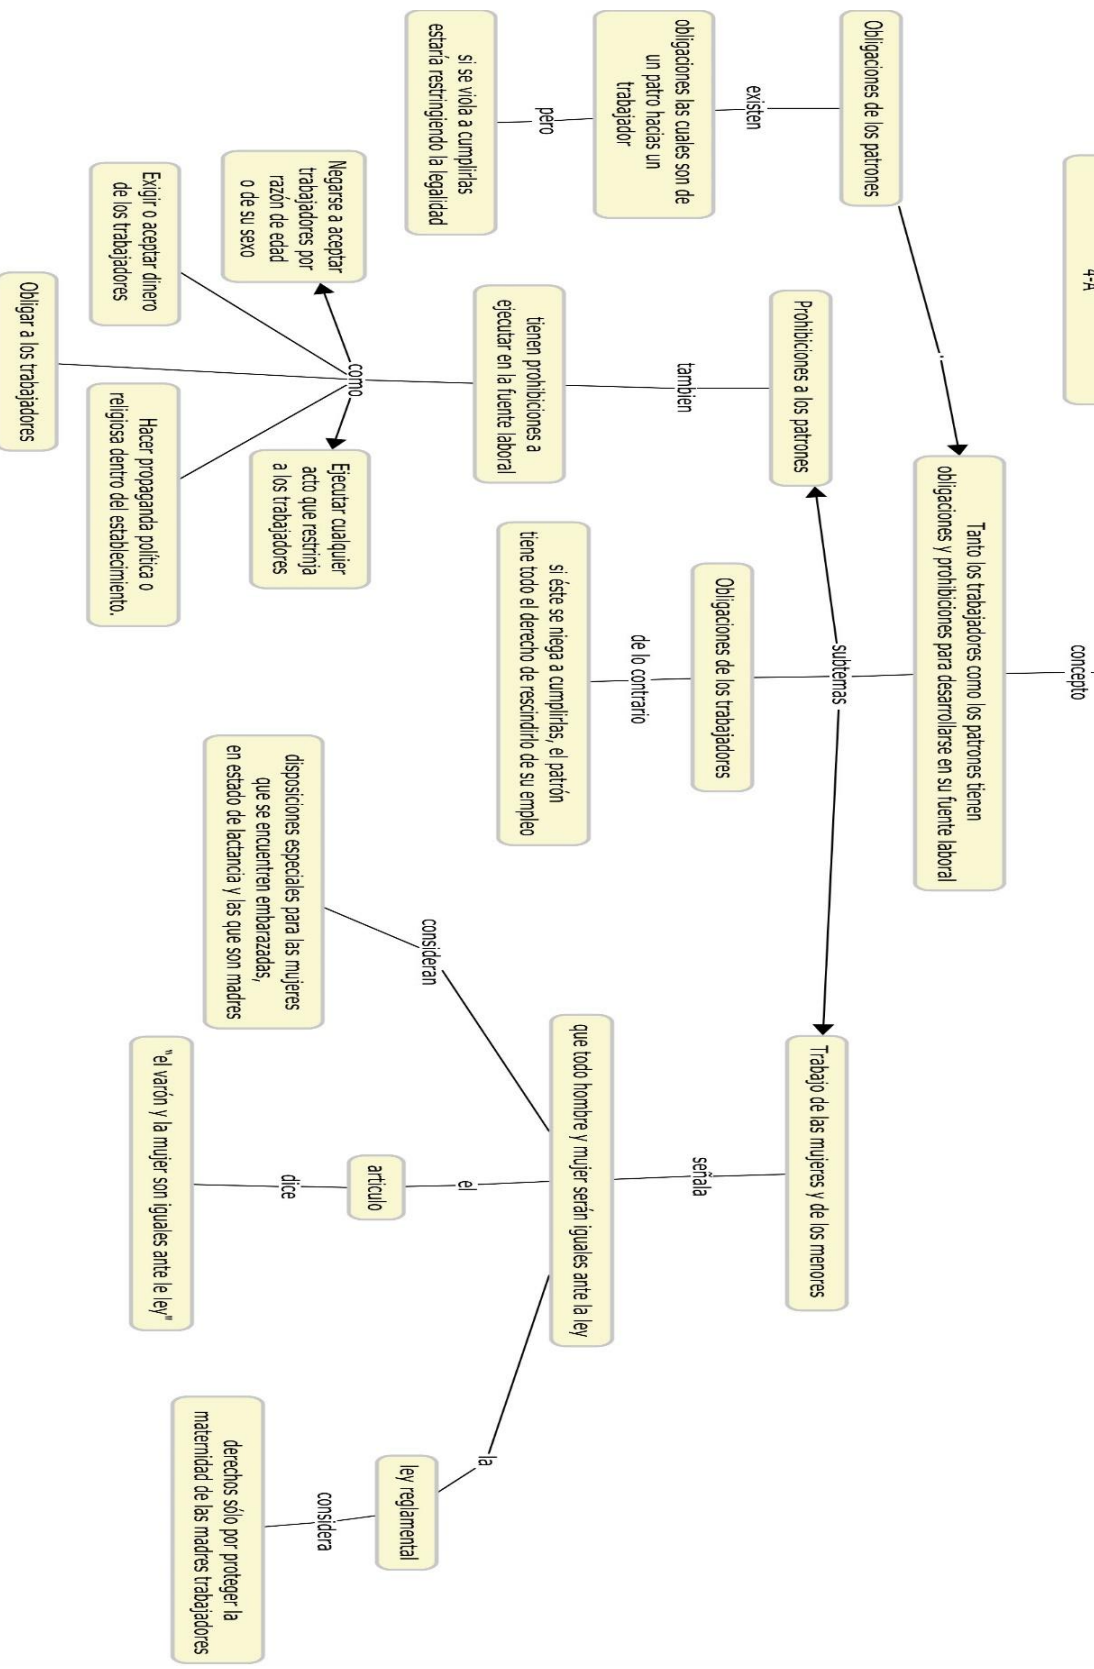 4-A
concepto
Tanto los trabajadores como los patrones tienen
obligaciones y prohibiciones para desarrollarse en su fuente laboral
.
subtemas
Obligaciones de los patrones
existen
obligaciones las cuales son de
un patro hacias un
trabajador
pero
si se viola a cumplirlas
estaría restringiendo la legalidad
Prohibiciones a los patrones
tambien
tienen prohibiciones a
ejecutar en la fuente laboral
como
Negarse a aceptar
trabajadores por
razón de edad
o de su sexo
Exigir o aceptar dinero
de los trabajadores
Obligar a los trabajadores
Hacer propaganda política o
religiosa dentro del establecimiento.
Ejecutar cualquier
acto que restrinja
a los trabajadores
Obligaciones de los trabajadores
de lo contrario
si éste se niega a cumplirlas, el patrón
tiene todo el derecho de rescindirlo de su empleo
Trabajo de las mujeres y de los menores
señala
que todo hombre y mujer serán iguales ante la ley
consideran
disposiciones especiales para las mujeres
que se encuentren embarazadas,
en estado de lactancia y las que son madres
el
articulo
dice
"el varón y la mujer son iguales ante le ley"
la
ley reglamental
considera
derechos sólo por proteger la
maternidad de las madres trabajadores